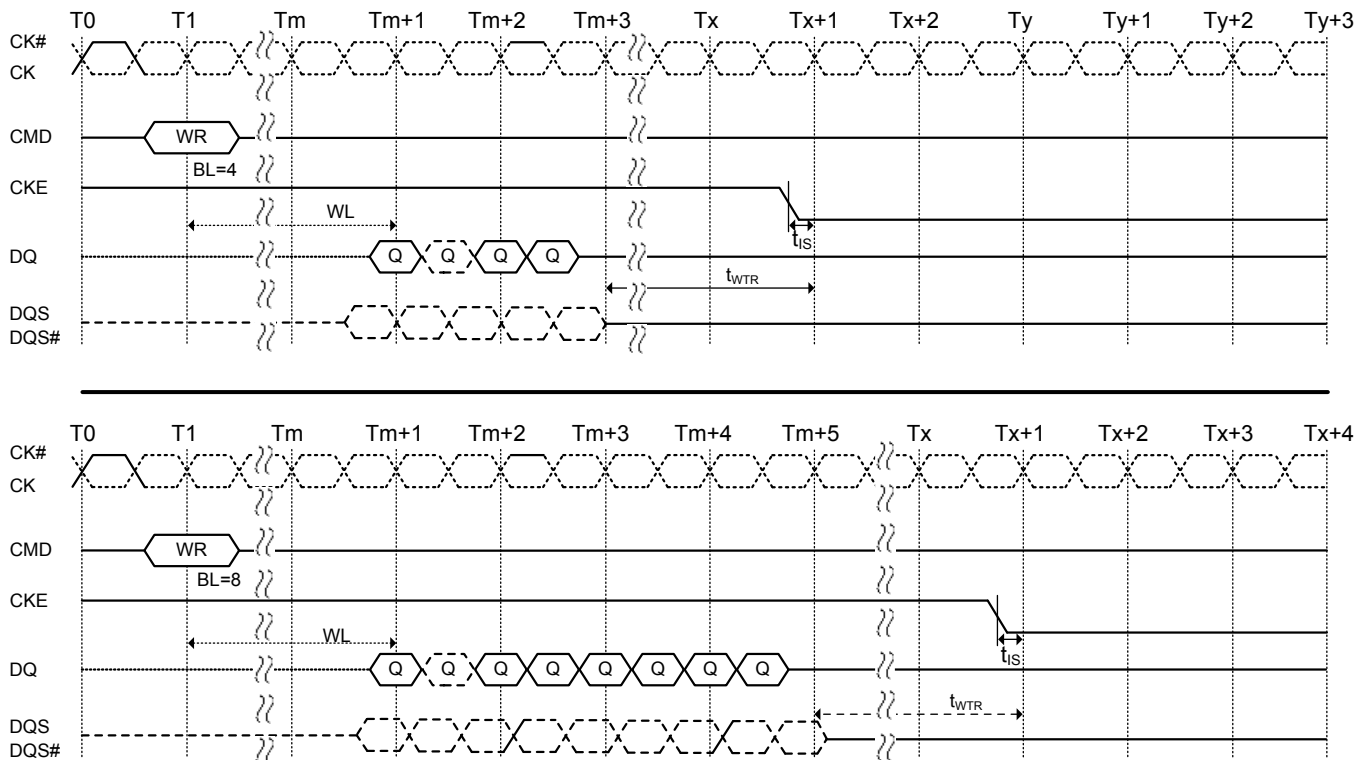 T0 T1 Tm Tm+1 Tm+2 Tm+3 Tx Tx+1 Tx+2 Ty Ty+1 Ty+2 Ty+3
CK#
CK
CMD WR
BL=4
CKE
WL
tIS
DQ Q Q Q Q
tWTR
DQS
DQS#
T0 T1 Tm Tm+1 Tm+2 Tm+3 Tm+4 Tm+5 Tx Tx+1 Tx+2 Tx+3 Tx+4
CK#
CK
CMD WR
BL=8
CKE
WL
tIS
DQ Q Q Q Q Q Q Q Q
tWTR
DQS
DQS#